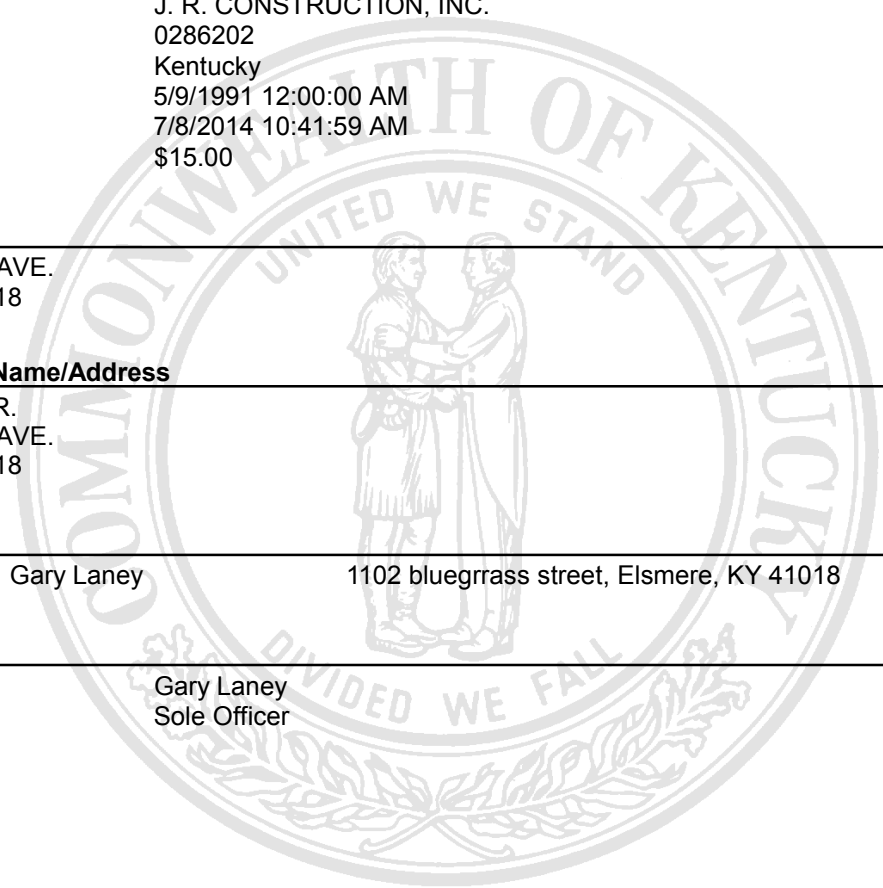 J. R. CONSTRUCTION, INC.
0286202
Kentucky
5/9/1991 12:00:00 AM
7/8/2014 10:41:59 AM
$15.00
COMMONWEALTH OF KENTUCKY
UNITED WE STAND
AVE.
18
Name/Address
R.
AVE.
18
Gary Laney 1102 bluegrrass street, Elsmere, KY 41018
DIVIDED WE FALL
Gary Laney
Sole Officer